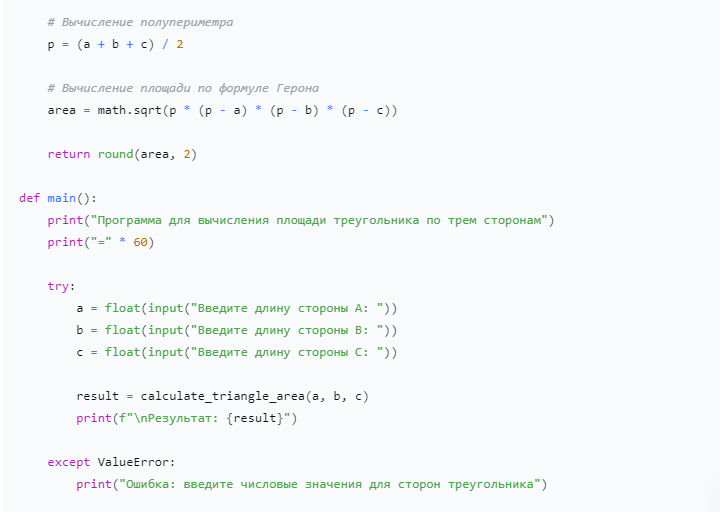 # Вычисление полупериметра
p = (a + b + c) / 2
# Вычисление площади по формуле Герона
area = math.sqrt(p * (p - a) * (p - b) * (p - c))
return round(area, 2)
def main():
print("Программа для вычисления площади треугольника по трем сторонам")
print("=" * 60)
try:
a = float(input("Введите длину стороны A: "))
b = float(input("Введите длину стороны B: "))
c = float(input("Введите длину стороны C: "))
result = calculate_triangle_area(a, b, c)
print(f"\nРезультат: {result}")
except ValueError:
print("Ошибка: введите числовые значения для сторон треугольника")